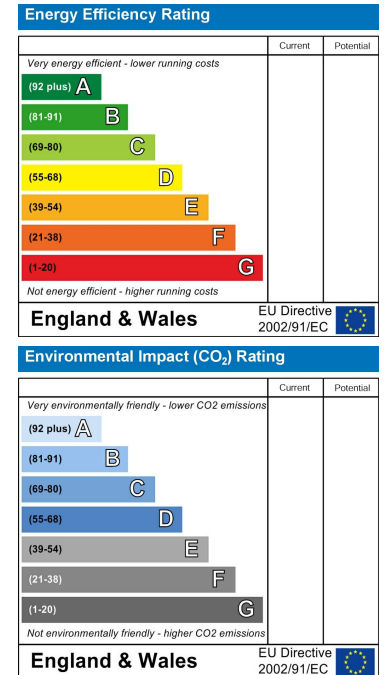 Energy Efficiency Rating
Current Potential
Very energy efficient - lower running costs
(92 plus) A
(81-91) B
(69-80) C
(55-68) D
(39-54) E
(21-38) F
(1-20) G
Not energy efficient - higher running costs
England & Wales
EU Directive
2002/91/EC
Environmental Impact (CO₂) Rating
Current Potential
Very environmentally friendly - lower CO2 emissions
(92 plus) A
(81-91) B
(69-80) C
(55-68) D
(39-54) E
(21-38) F
(1-20) G
Not environmentally friendly - higher CO2 emissions
England & Wales
EU Directive
2002/91/EC